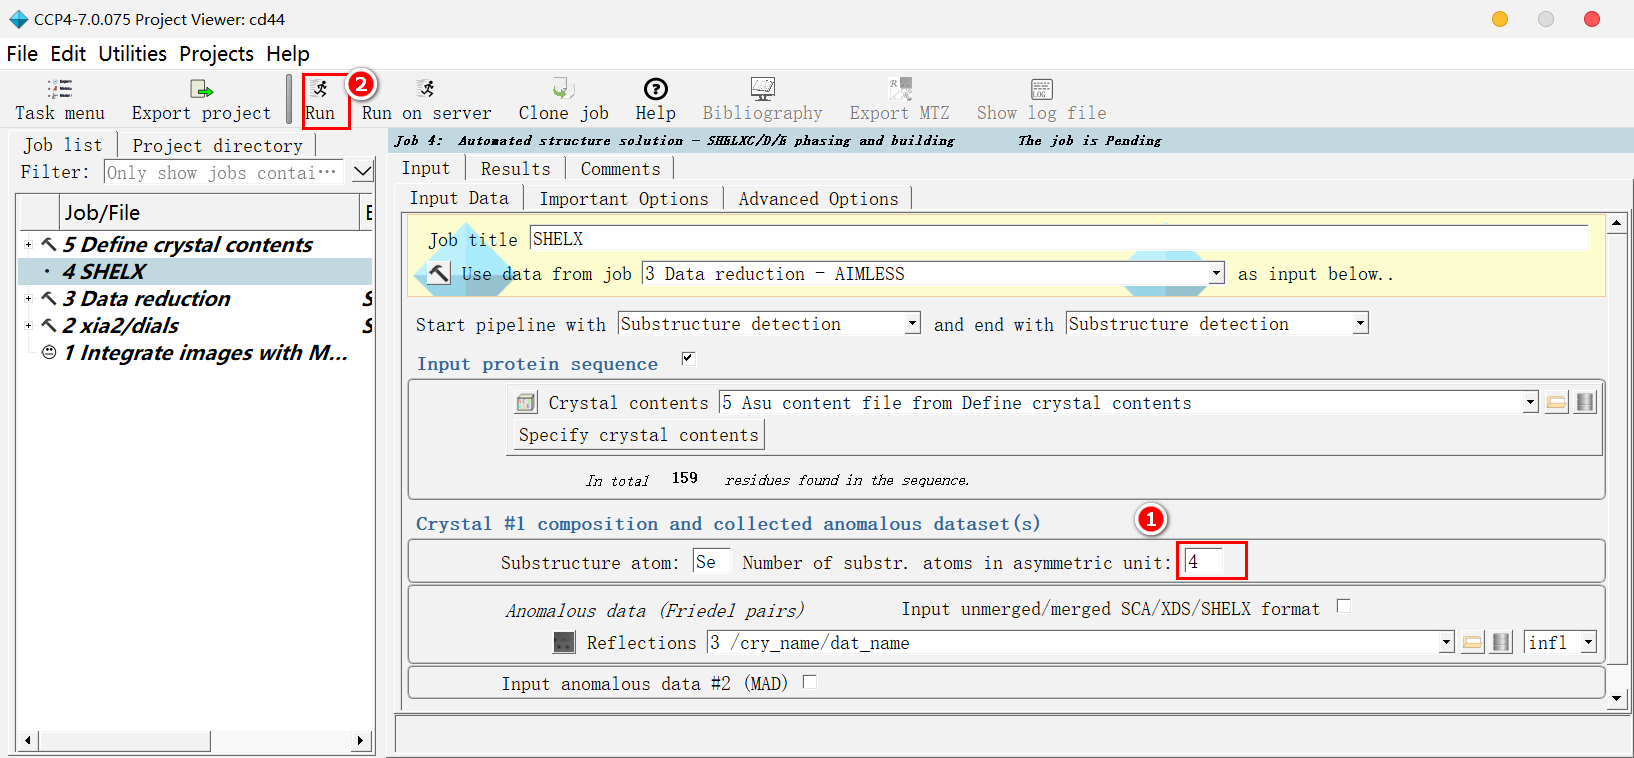 CCP4-7.0.075 Project Viewer: cd44
File Edit Utilities Projects Help
Task menu Export project Run 2 Run on server Clone job Help Bibliography Export MTZ Show log file
Job list Project directory
Filter: Only show jobs contai···
Job/File E
5 Define crystal contents
4 SHELX
3 Data reduction S
2 xia2/dials S
1 Integrate images with M...
Job 4: Automated structure solution - SHELXC/D/E phasing and building The job is Pending
Input Results Comments
Input Data Important Options Advanced Options
Job title SHELX
Use data from job 3 Data reduction - AIMLESS as input below..
Start pipeline with Substructure detection and end with Substructure detection
Input protein sequence
Crystal contents 5 Asu content file from Define crystal contents
Specify crystal contents
In total 159 residues found in the sequence.
Crystal #1 composition and collected anomalous dataset(s) 1
Substructure atom: Se Number of substr. atoms in asymmetric unit: 4
Anomalous data (Friedel pairs) Input unmerged/merged SCA/XDS/SHELX format
Reflections 3 /cry_name/dat_name infl
Input anomalous data #2 (MAD)